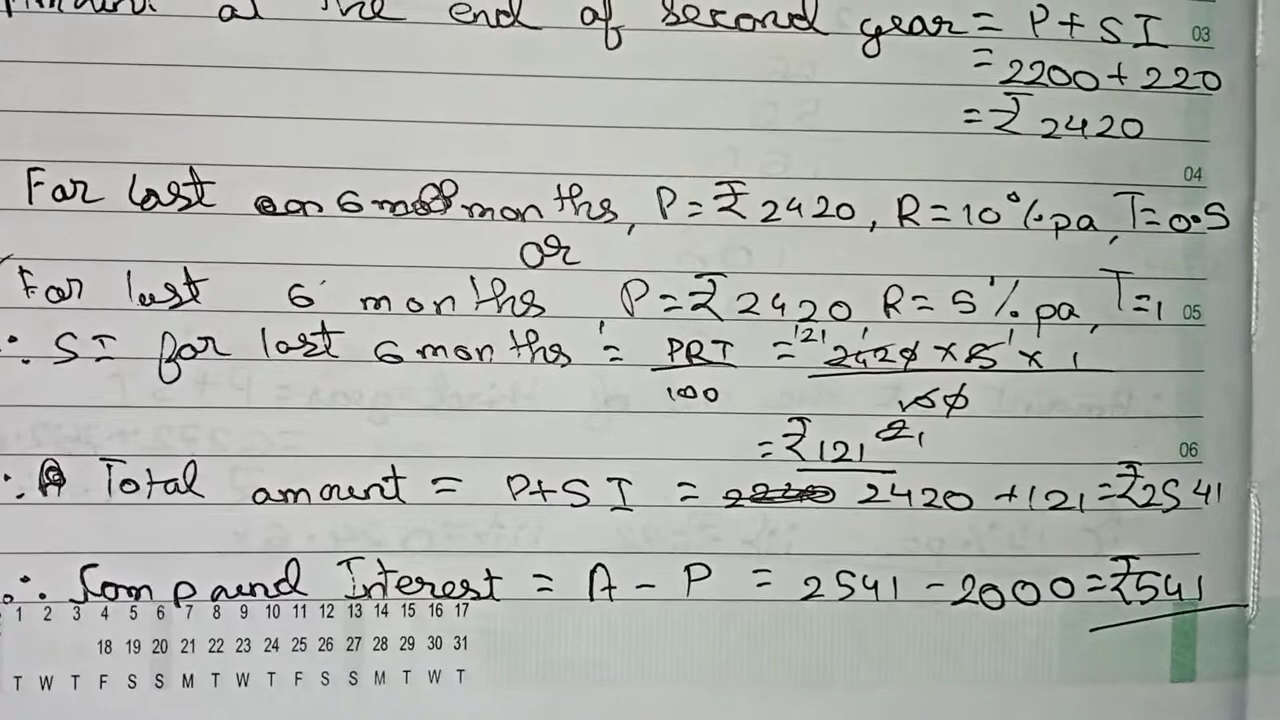 at the end of second year = P + SI 03
= 2200 + 220
= ₹ 2420
04
For last 6 months, P = ₹ 2420, R = 10% pa, T = 0.5
or
For last 6 months P = ₹ 2420 R = 5% pa, T = 1 05
∴ SI for last 6 months = PRT/100 = 2420 × 5 × 1/100
= ₹ 121 06
∴ Total amount = P + SI = 2420 + 121 = ₹ 2541
∴ Compound Interest = A - P = 2541 - 2000 = ₹ 541
1 2 3 4 5 6 7 8 9 10 11 12 13 14 15 16 17
18 19 20 21 22 23 24 25 26 27 28 29 30 31
T W T F S S M T W T F S S M T W T